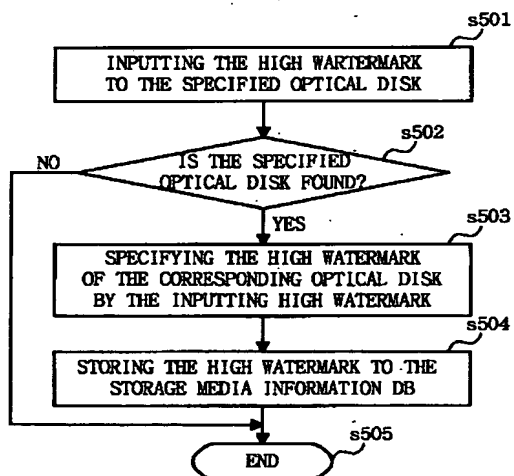 s501
INPUTTING THE HIGH WARTERMARK
TO THE SPECIFIED OPTICAL DISK
s502
NO
IS THE SPECIFIED
OPTICAL DISK FOUND?
YES
s503
SPECIFYING THE HIGH WATERMARK
OF THE CORRESPONDING OPTICAL DISK
BY THE INPUTTING HIGH WATERMARK
s504
STORING THE HIGH WATERMARK TO THE
STORAGE MEDIA INFORMATION DB
s505
END